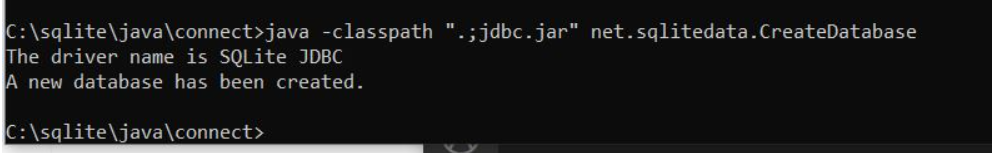 C:\sqlite\java\connect>java -classpath ".;jdbc.jar" net.sqlitedata.CreateDatabase
The driver name is SQLite JDBC
A new database has been created.
C:\sqlite\java\connect>